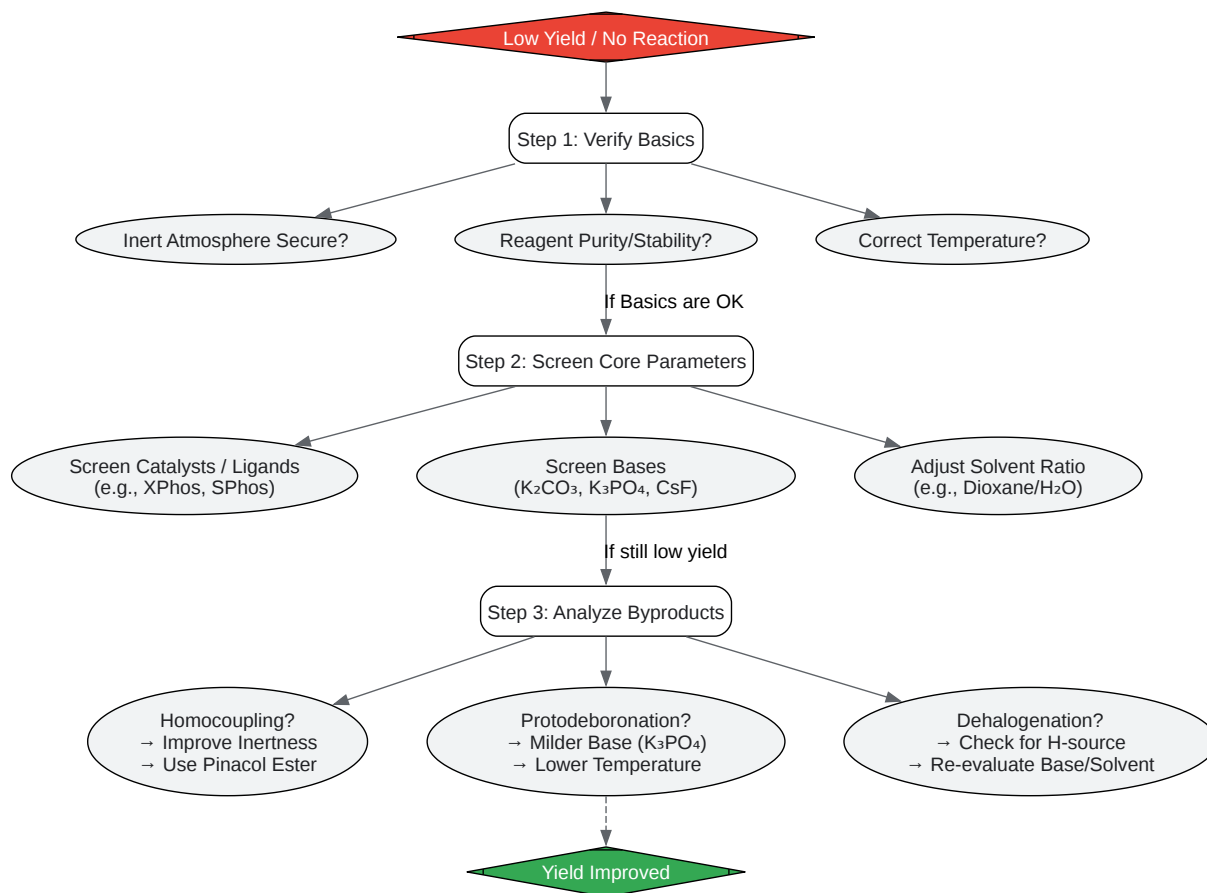 Low Yield / No Reaction
Step 1: Verify Basics
Inert Atmosphere Secure?
Reagent Purity/Stability?
Correct Temperature?
If Basics are OK
Step 2: Screen Core Parameters
Screen Catalysts / Ligands
(e.g., XPhos, SPhos)
Screen Bases
(K₂CO₃, K₃PO₄, CsF)
Adjust Solvent Ratio
(e.g., Dioxane/H₂O)
If still low yield
Step 3: Analyze Byproducts
Homocoupling?
→ Improve Inertness
→ Use Pinacol Ester
Protodeboronation?
→ Milder Base (K₃PO₄)
→ Lower Temperature
Dehalogenation?
→ Check for H-source
→ Re-evaluate Base/Solvent
Yield Improved